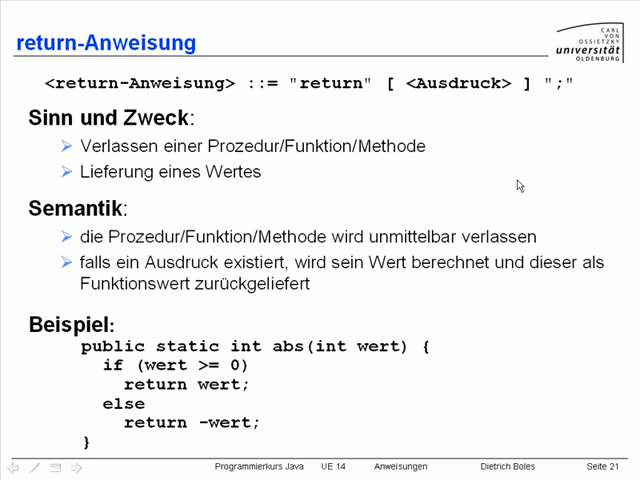 return-Anweisung
CARL
VON
OSSIETZKY
universität
OLDENBURG
<return-Anweisung> ::= "return" [ <Ausdruck> ] ";"
Sinn und Zweck:
Verlassen einer Prozedur/Funktion/Methode
Lieferung eines Wertes
Semantik:
die Prozedur/Funktion/Methode wird unmittelbar verlassen
falls ein Ausdruck existiert, wird sein Wert berechnet und dieser als
Funktionswert zurückgeliefert
Beispiel:
public static int abs(int wert) {
if (wert >= 0)
return wert;
else
return -wert;
}
Programmierkurs Java UE 14 Anweisungen Dietrich Boles Seite 21